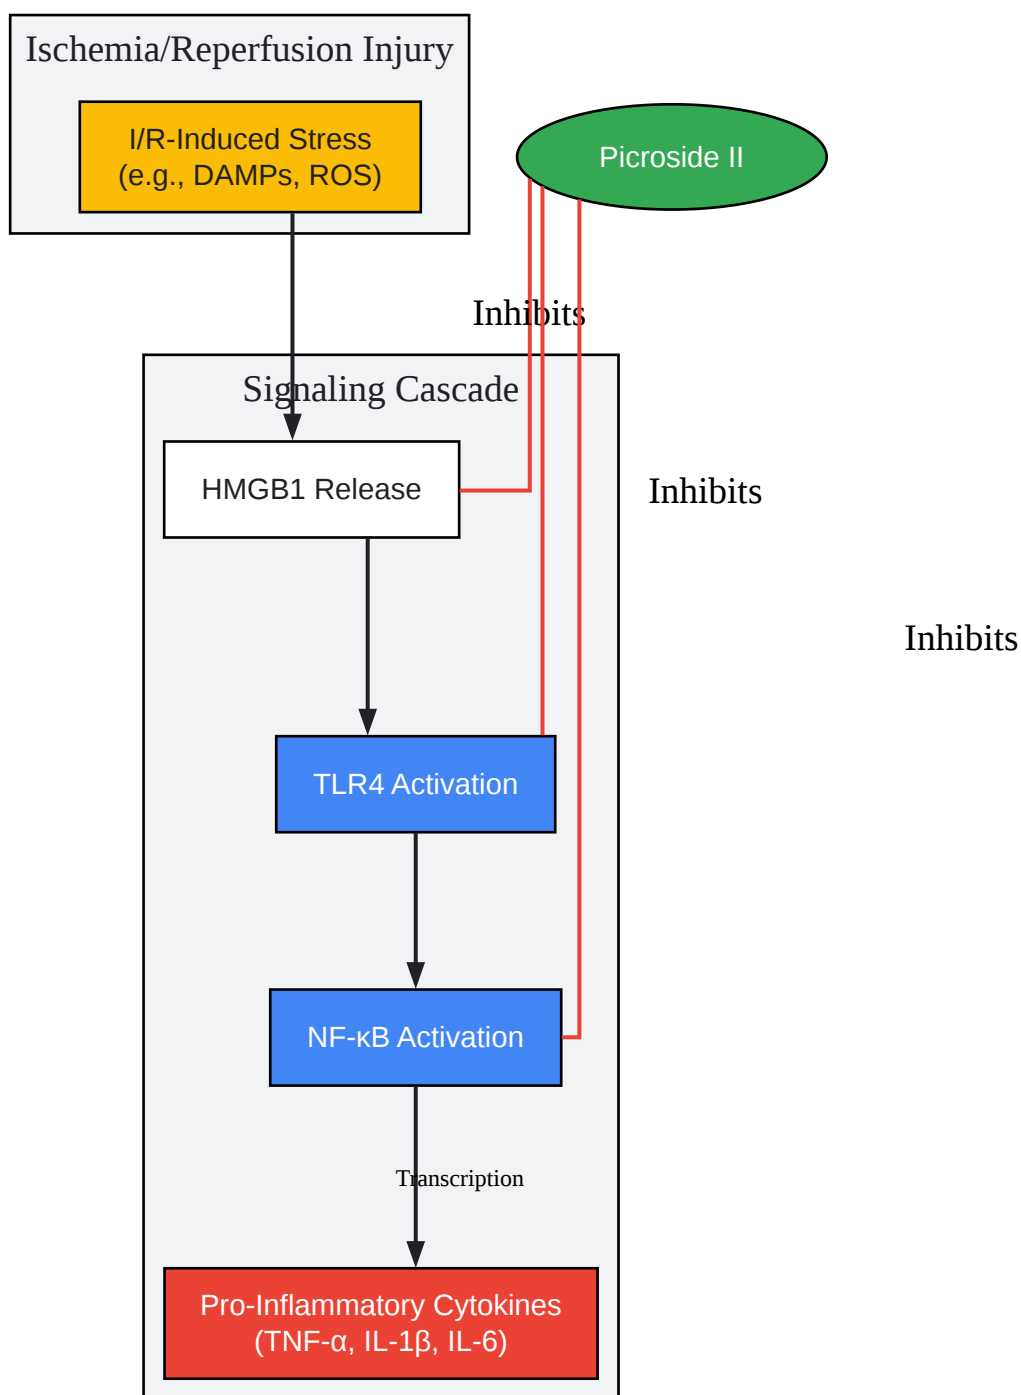 Ischemia/Reperfusion Injury
I/R-Induced Stress
(e.g., DAMPs, ROS)
Picroside II
Inhibits
Signaling Cascade
HMGB1 Release
Inhibits
Inhibits
TLR4 Activation
NF-κB Activation
Transcription
Pro-Inflammatory Cytokines
(TNF-α, IL-1β, IL-6)